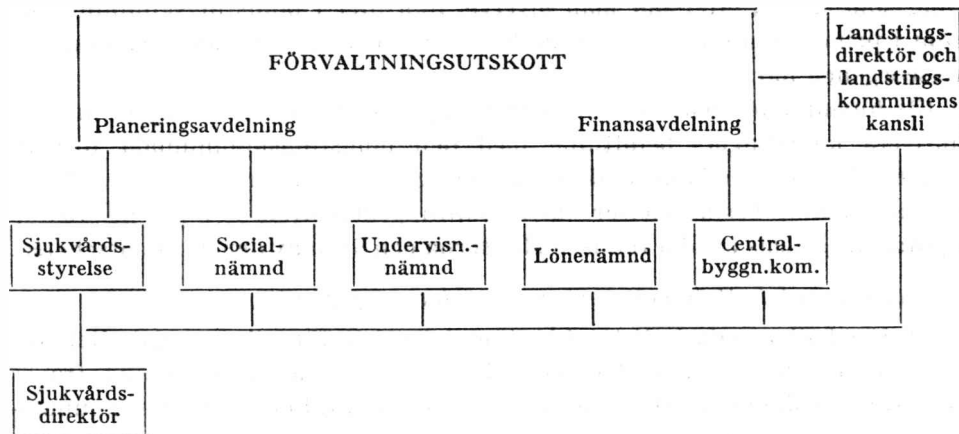 FÖRVALTNINGSUTSKOTT
Planeringsavdelning
Finansavdelning
Landstings-
direktör och
landstings-
kommunens
kansli
Sjukvårds-
styrelse
Social-
nämnd
Undervisn.-
nämnd
Lönenämnd
Central-
byggn.kom.
Sjukvårds-
direktör